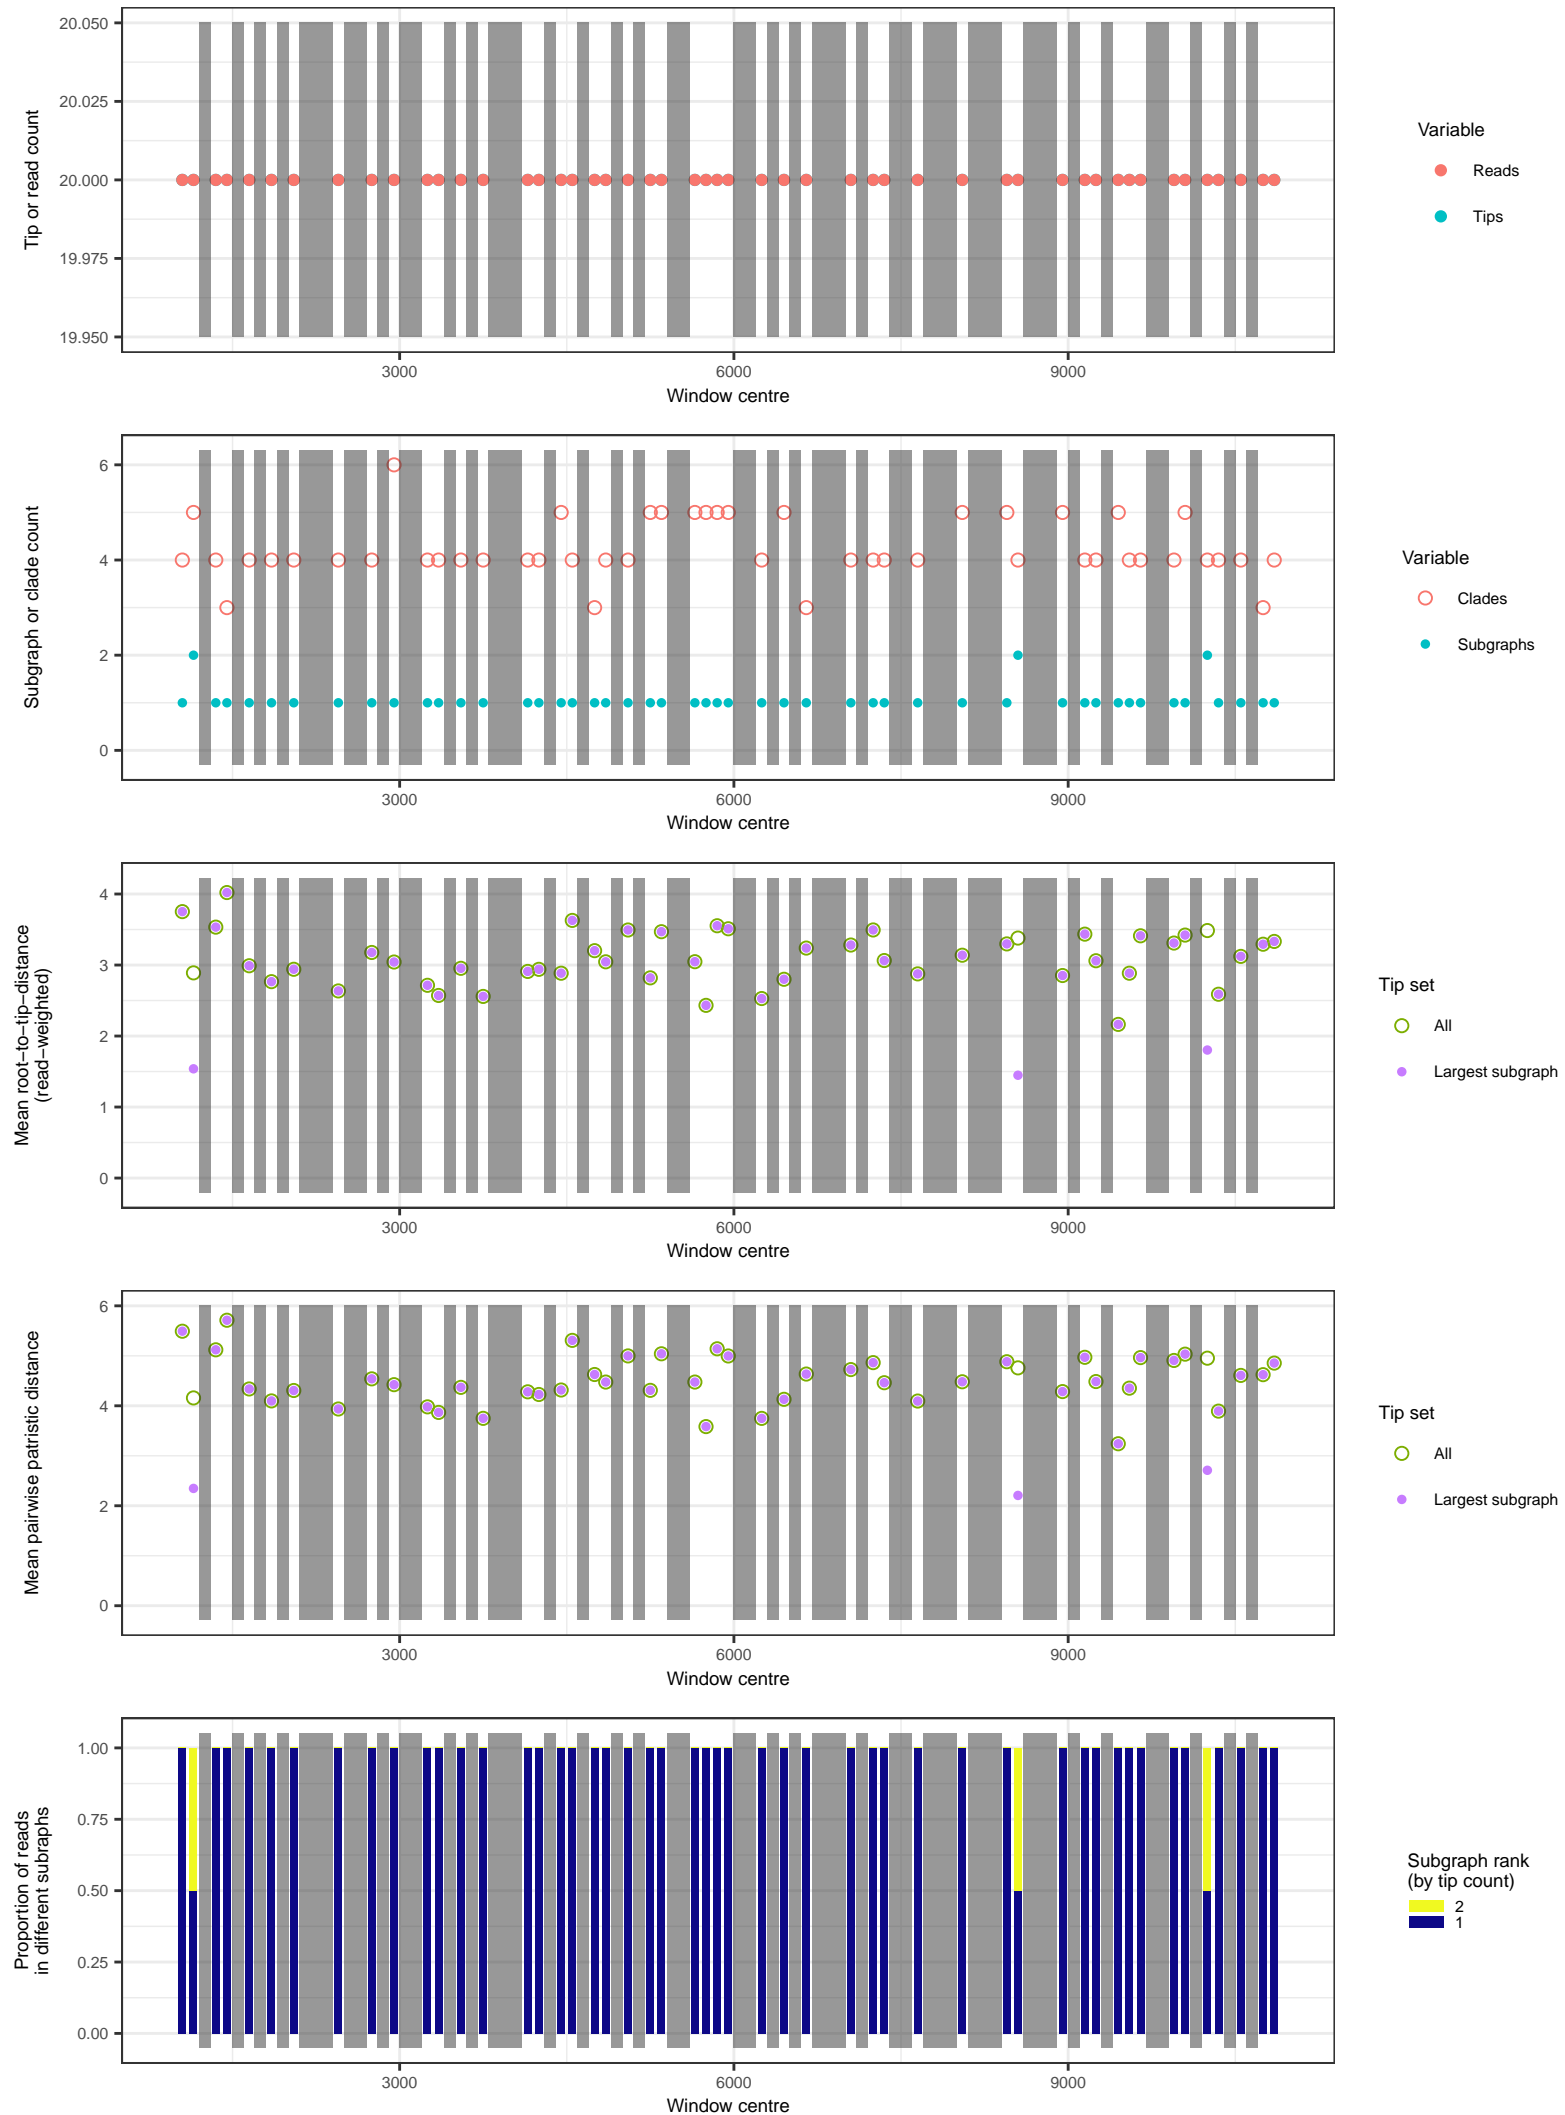 20.050
20.025
20.000
19.975
19.950
Tip or read count
3000
6000
9000
Window centre
Variable
Reads
Tips
6
4
2
0
Subgraph or clade count
3000
6000
9000
Window centre
Variable
Clades
Subgraphs
4
3
2
1
0
Mean root−to−tip−distance
(read−weighted)
3000
6000
9000
Window centre
Tip set
All
Largest subgraph
6
4
2
0
Mean pairwise patristic distance
3000
6000
9000
Window centre
Tip set
All
Largest subgraph
1.00
0.75
0.50
0.25
0.00
Proportion of reads
in different subraphs
3000
6000
9000
Window centre
Subgraph rank
(by tip count)
2
1